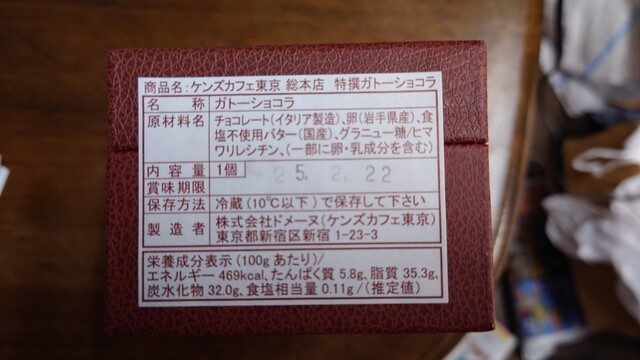 商品名:ケンズカフェ東京 総本店 特撰ガトーショコラ
名 称 ガトーショコラ
原材料名 チョコレート(イタリア製造)、卵(岩手県産)、食
塩不使用バター(国産)、グラニュー糖/ヒマ
ワリレシチン、(一部に卵・乳成分を含む)
内 容 量 1個
賞味期限 25. 2. 22
保存方法 冷蔵(10℃以下)で保存して下さい
製 造 者 株式会社ドメーヌ(ケンズカフェ東京)
東京都新宿区新宿 1-23-3
栄養成分表示(100gあたり)/
エネルギー 469kcal、たんぱく質 5.8g、脂質 35.3g、
炭水化物 32.0g、食塩相当量 0.11g/(推定値)